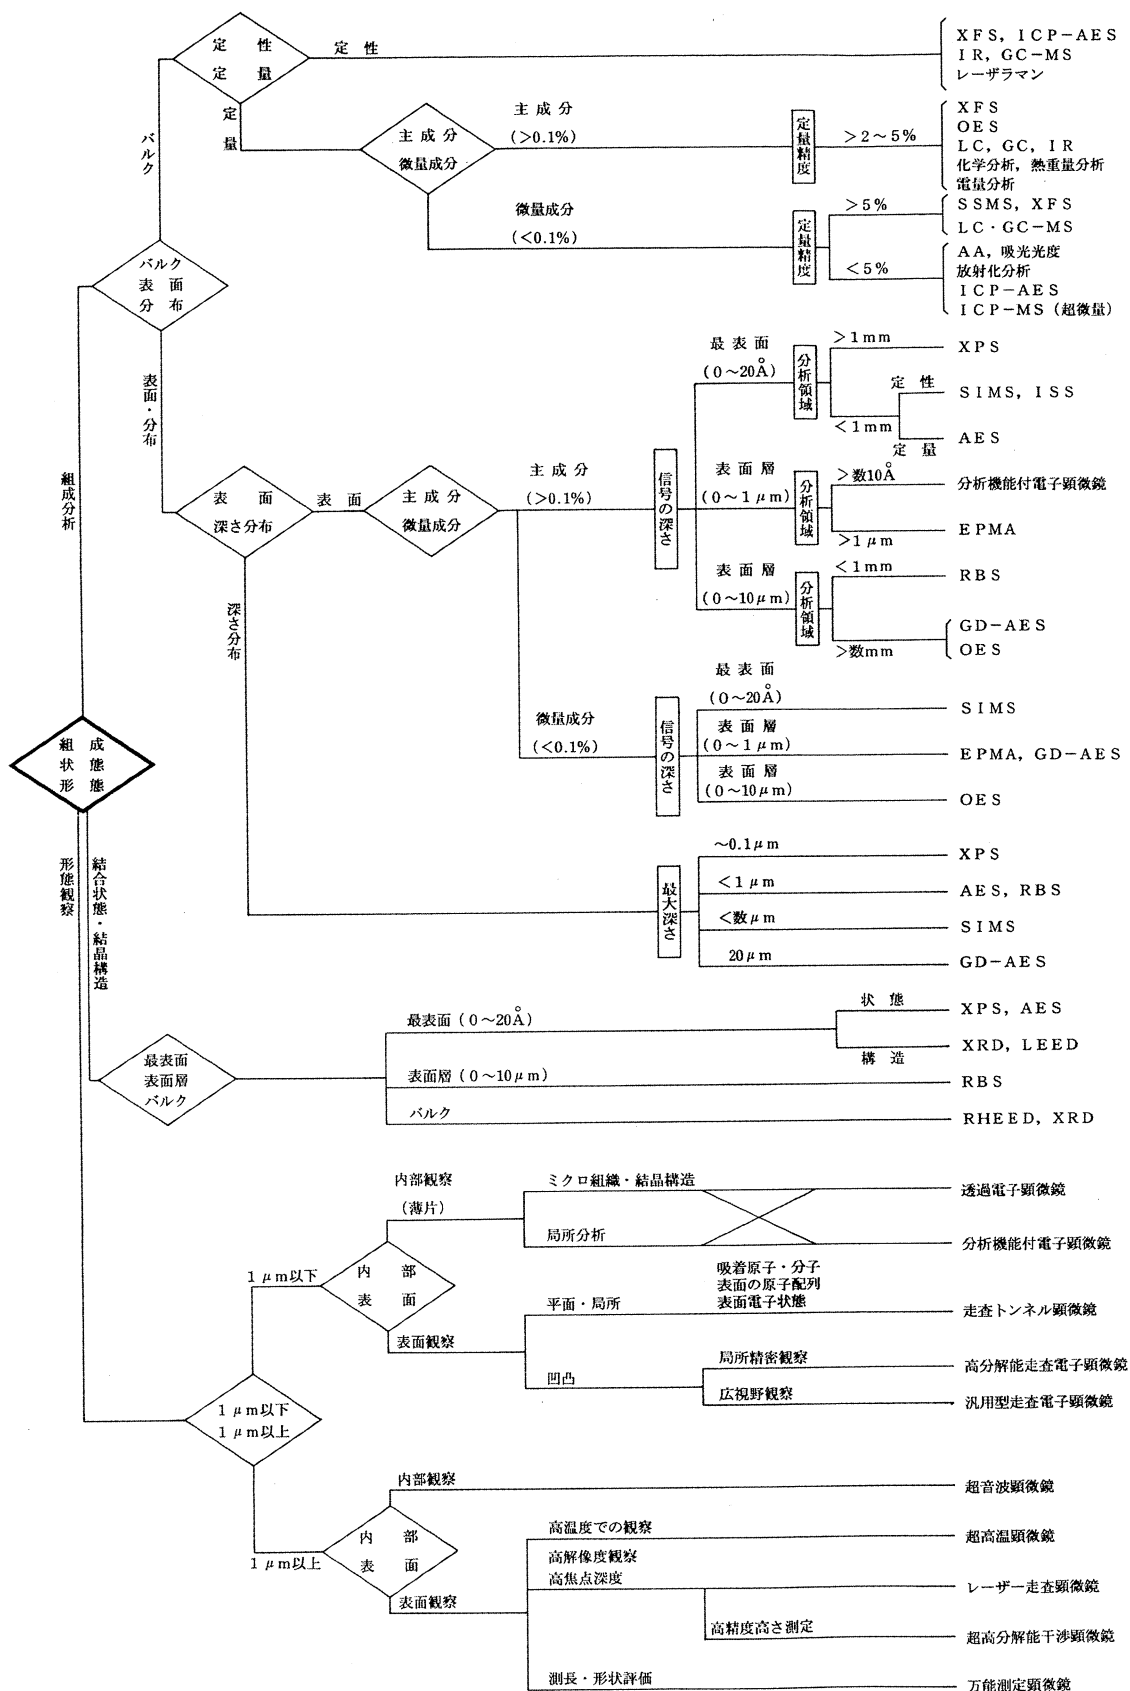 定性
定量
定性
XFS, ICP-AES
IR, GC-MS
レーザラマン
定量
バルク
主成分
微量成分
主成分
(>0.1%)
定量精度
>2～5%
XFS
OES
LC, GC, IR
化学分析, 熱重量分析
電量分析
微量成分
(<0.1%)
定量精度
>5%
SSMS, XFS
LC・GC-MS
<5%
AA, 吸光光度
放射化分析
ICP-AES
ICP-MS (超微量)
バルク
表面
分布
表面・分布
組成分析
表面
深さ分布
表面
主成分
微量成分
主成分
(>0.1%)
信号の深さ
最表面
(0～20Å)
分析領域
>1mm
XPS
定性
SIMS, ISS
<1mm
AES
定量
表面層
(0～1μm)
分析領域
>数10Å
分析機能付電子顕微鏡
EPMA
>1μm
表面層
(0～10μm)
分析領域
<1mm
RBS
GD-AES
OES
>数mm
深さ分布
微量成分
(<0.1%)
信号の深さ
最表面
(0～20Å)
SIMS
表面層
(0～1μm)
EPMA, GD-AES
表面層
(0～10μm)
OES
組成
状態
形態
最大深さ
～0.1μm
XPS
<1μm
AES, RBS
<数μm
SIMS
20μm
GD-AES
形態観察
結合状態・結晶構造
最表面
表面層
バルク
最表面 (0～20Å)
状態
XPS, AES
XRD, LEED
構造
表面層 (0～10μm)
RBS
バルク
RHEED, XRD
内部観察
(薄片)
ミクロ組織・結晶構造
透過電子顕微鏡
局所分析
分析機能付電子顕微鏡
1μm以下
内部
表面
吸着原子・分子
表面の原子配列
表面電子状態
平面・局所
走査トンネル顕微鏡
表面観察
凹凸
局所精密観察
高分解能走査電子顕微鏡
広視野観察
汎用型走査電子顕微鏡
1μm以下
1μm以上
内部観察
超音波顕微鏡
1μm以上
内部
表面
高温度での観察
超高温顕微鏡
高解像度観察
高焦点深度
レーザー走査顕微鏡
表面観察
高精度高さ測定
超高分解能干渉顕微鏡
測長・形状評価
万能測定顕微鏡